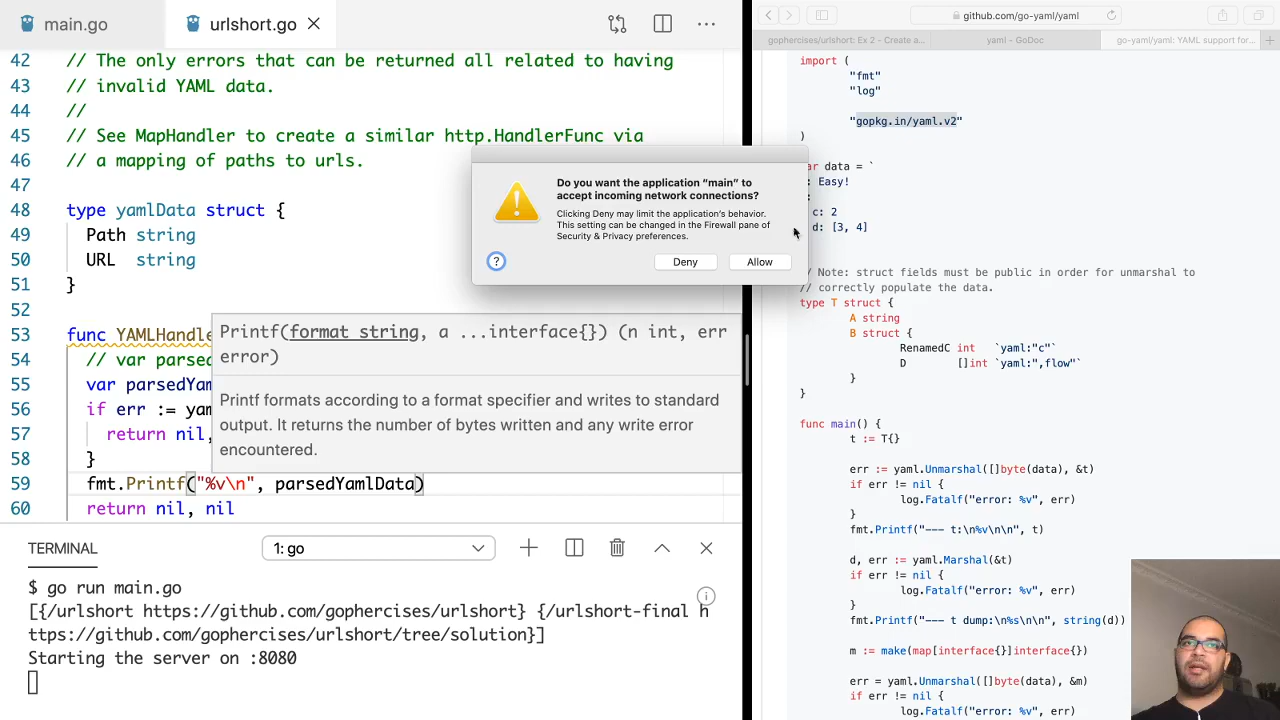 main.go
urlshort.go
42 // The only errors that can be returned all related to having
43 // invalid YAML data.
44 //
45 // See MapHandler to create a similar http.HandlerFunc via
46 // a mapping of paths to urls.
47
48 type yamlData struct {
49 Path string
50 URL string
51 }
52
53 func YAMLHandle
54 // var parsed
55 var parsedYam
56 if err := yam
57 return nil,
58 }
59 fmt.Printf("%v\n", parsedYamlData)
60 return nil, nil
Printf(format string, a ...interface{}) (n int, err
error)
Printf formats according to a format specifier and writes to standard
output. It returns the number of bytes written and any write error
encountered.
TERMINAL
1: go
$ go run main.go
[{/urlshort https://github.com/gophercises/urlshort} {/urlshort-final h
ttps://github.com/gophercises/urlshort/tree/solution}]
Starting the server on :8080
Do you want the application “main” to
accept incoming network connections?
Clicking Deny may limit the application’s behavior.
This setting can be changed in the Firewall pane of
Security & Privacy preferences.
?
Deny
Allow
github.com/go-yaml/yaml
gophercises/urlshort: Ex 2 - Create a...
yaml - GoDoc
go-yaml/yaml: YAML support for...
import (
"fmt"
"log"
"gopkg.in/yaml.v2"
)
ar data = `
: Easy!
:
c: 2
d: [3, 4]
/ Note: struct fields must be public in order for unmarshal to
// correctly populate the data.
type T struct {
A string
B struct {
RenamedC int `yaml:"c"`
D []int `yaml:",flow"`
}
}
func main() {
t := T{}
err := yaml.Unmarshal([]byte(data), &t)
if err != nil {
log.Fatalf("error: %v", err)
}
fmt.Printf("--- t:\n%v\n\n", t)
d, err := yaml.Marshal(&t)
if err != nil {
log.Fatalf("error: %v", err)
}
fmt.Printf("--- t dump:\n%s\n\n", string(d))
m := make(map[interface{}]interface{})
err = yaml.Unmarshal([]byte(data), &m)
if err != nil {
log.Fatalf("error: %v", err)